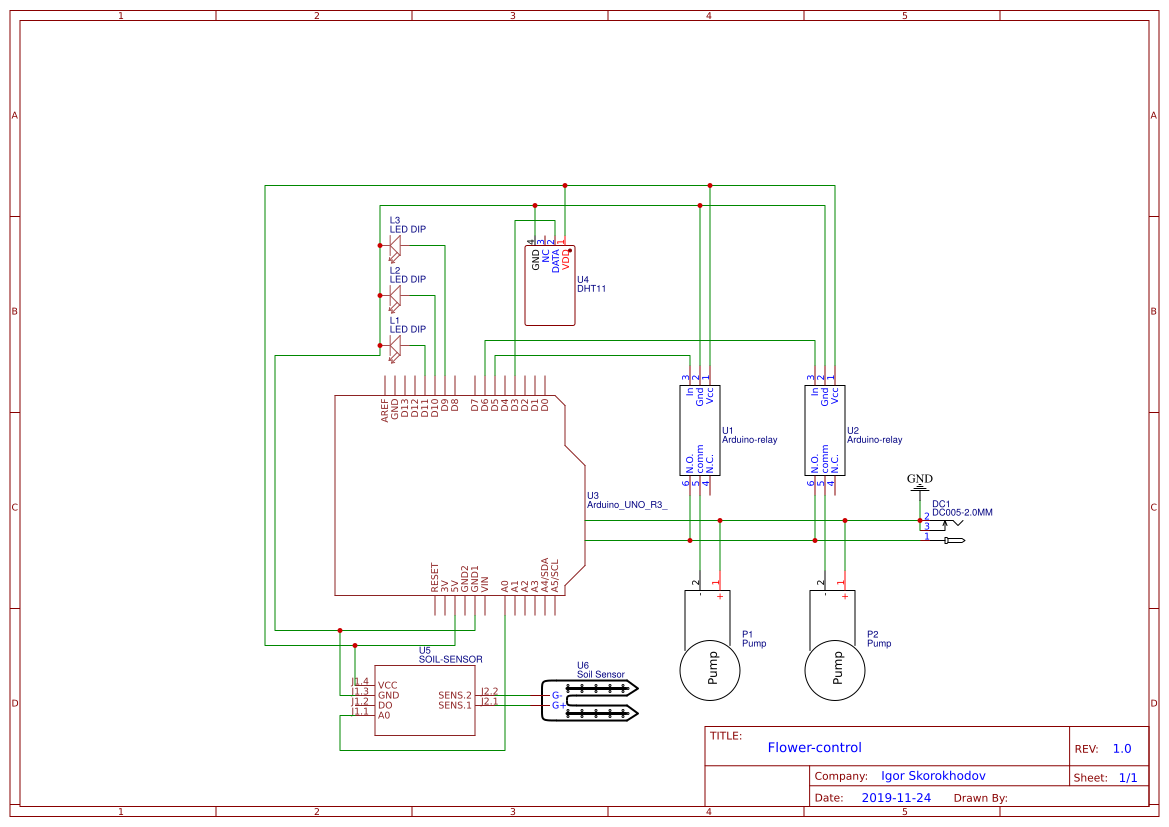 1 2 3 4 5
A A
L3
LED DIP
L2
LED DIP
L1
LED DIP
4 3 2 1
GND NC DATA VDD
U4
DHT11
B B
3 2 1
In Gnd Vcc
3 2 1
In Gnd Vcc
AREF GND D13 D12 D11 D10 D9 D8 D7 D6 D5 D4 D3 D2 D1 D0
U1
Arduino-relay
U2
Arduino-relay
N.O. comm N.C.
6 5 4
N.O. comm N.C.
6 5 4
U3
Arduino_UNO_R3_
GND
DC1
DC005-2.0MM
2
3
1
C C
RESET 3V 5V GND2 GND1 VIN A0 A1 A2 A3 A4/SDA A5/SCL
2 1
- +
2 1
- +
P1
Pump
P2
Pump
Pump
Pump
U5
SOIL-SENSOR
J1.4 VCC
J1.3 GND
J1.2 DO
J1.1 A0
SENS.2 J2.2
SENS.1 J2.1
U6
Soil Sensor
G-
G+
D D
TITLE:
Flower-control
REV: 1.0
Company: Igor Skorokhodov
Sheet: 1/1
Date: 2019-11-24 Drawn By:
1 2 3 4 5